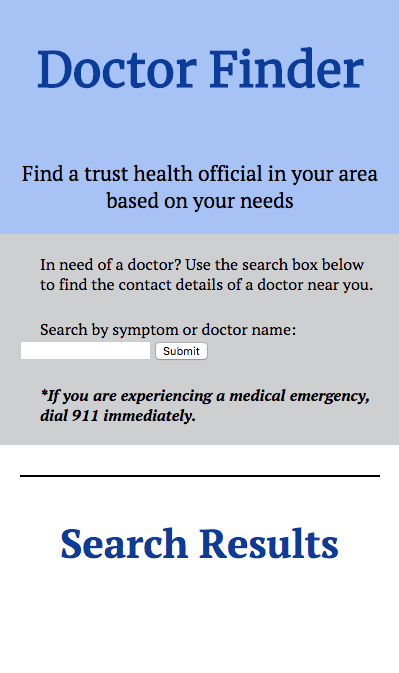 Doctor Finder
Find a trust health official in your area
based on your needs
In need of a doctor? Use the search box below
to find the contact details of a doctor near you.
Search by symptom or doctor name:
Submit
*If you are experiencing a medical emergency,
dial 911 immediately.
Search Results